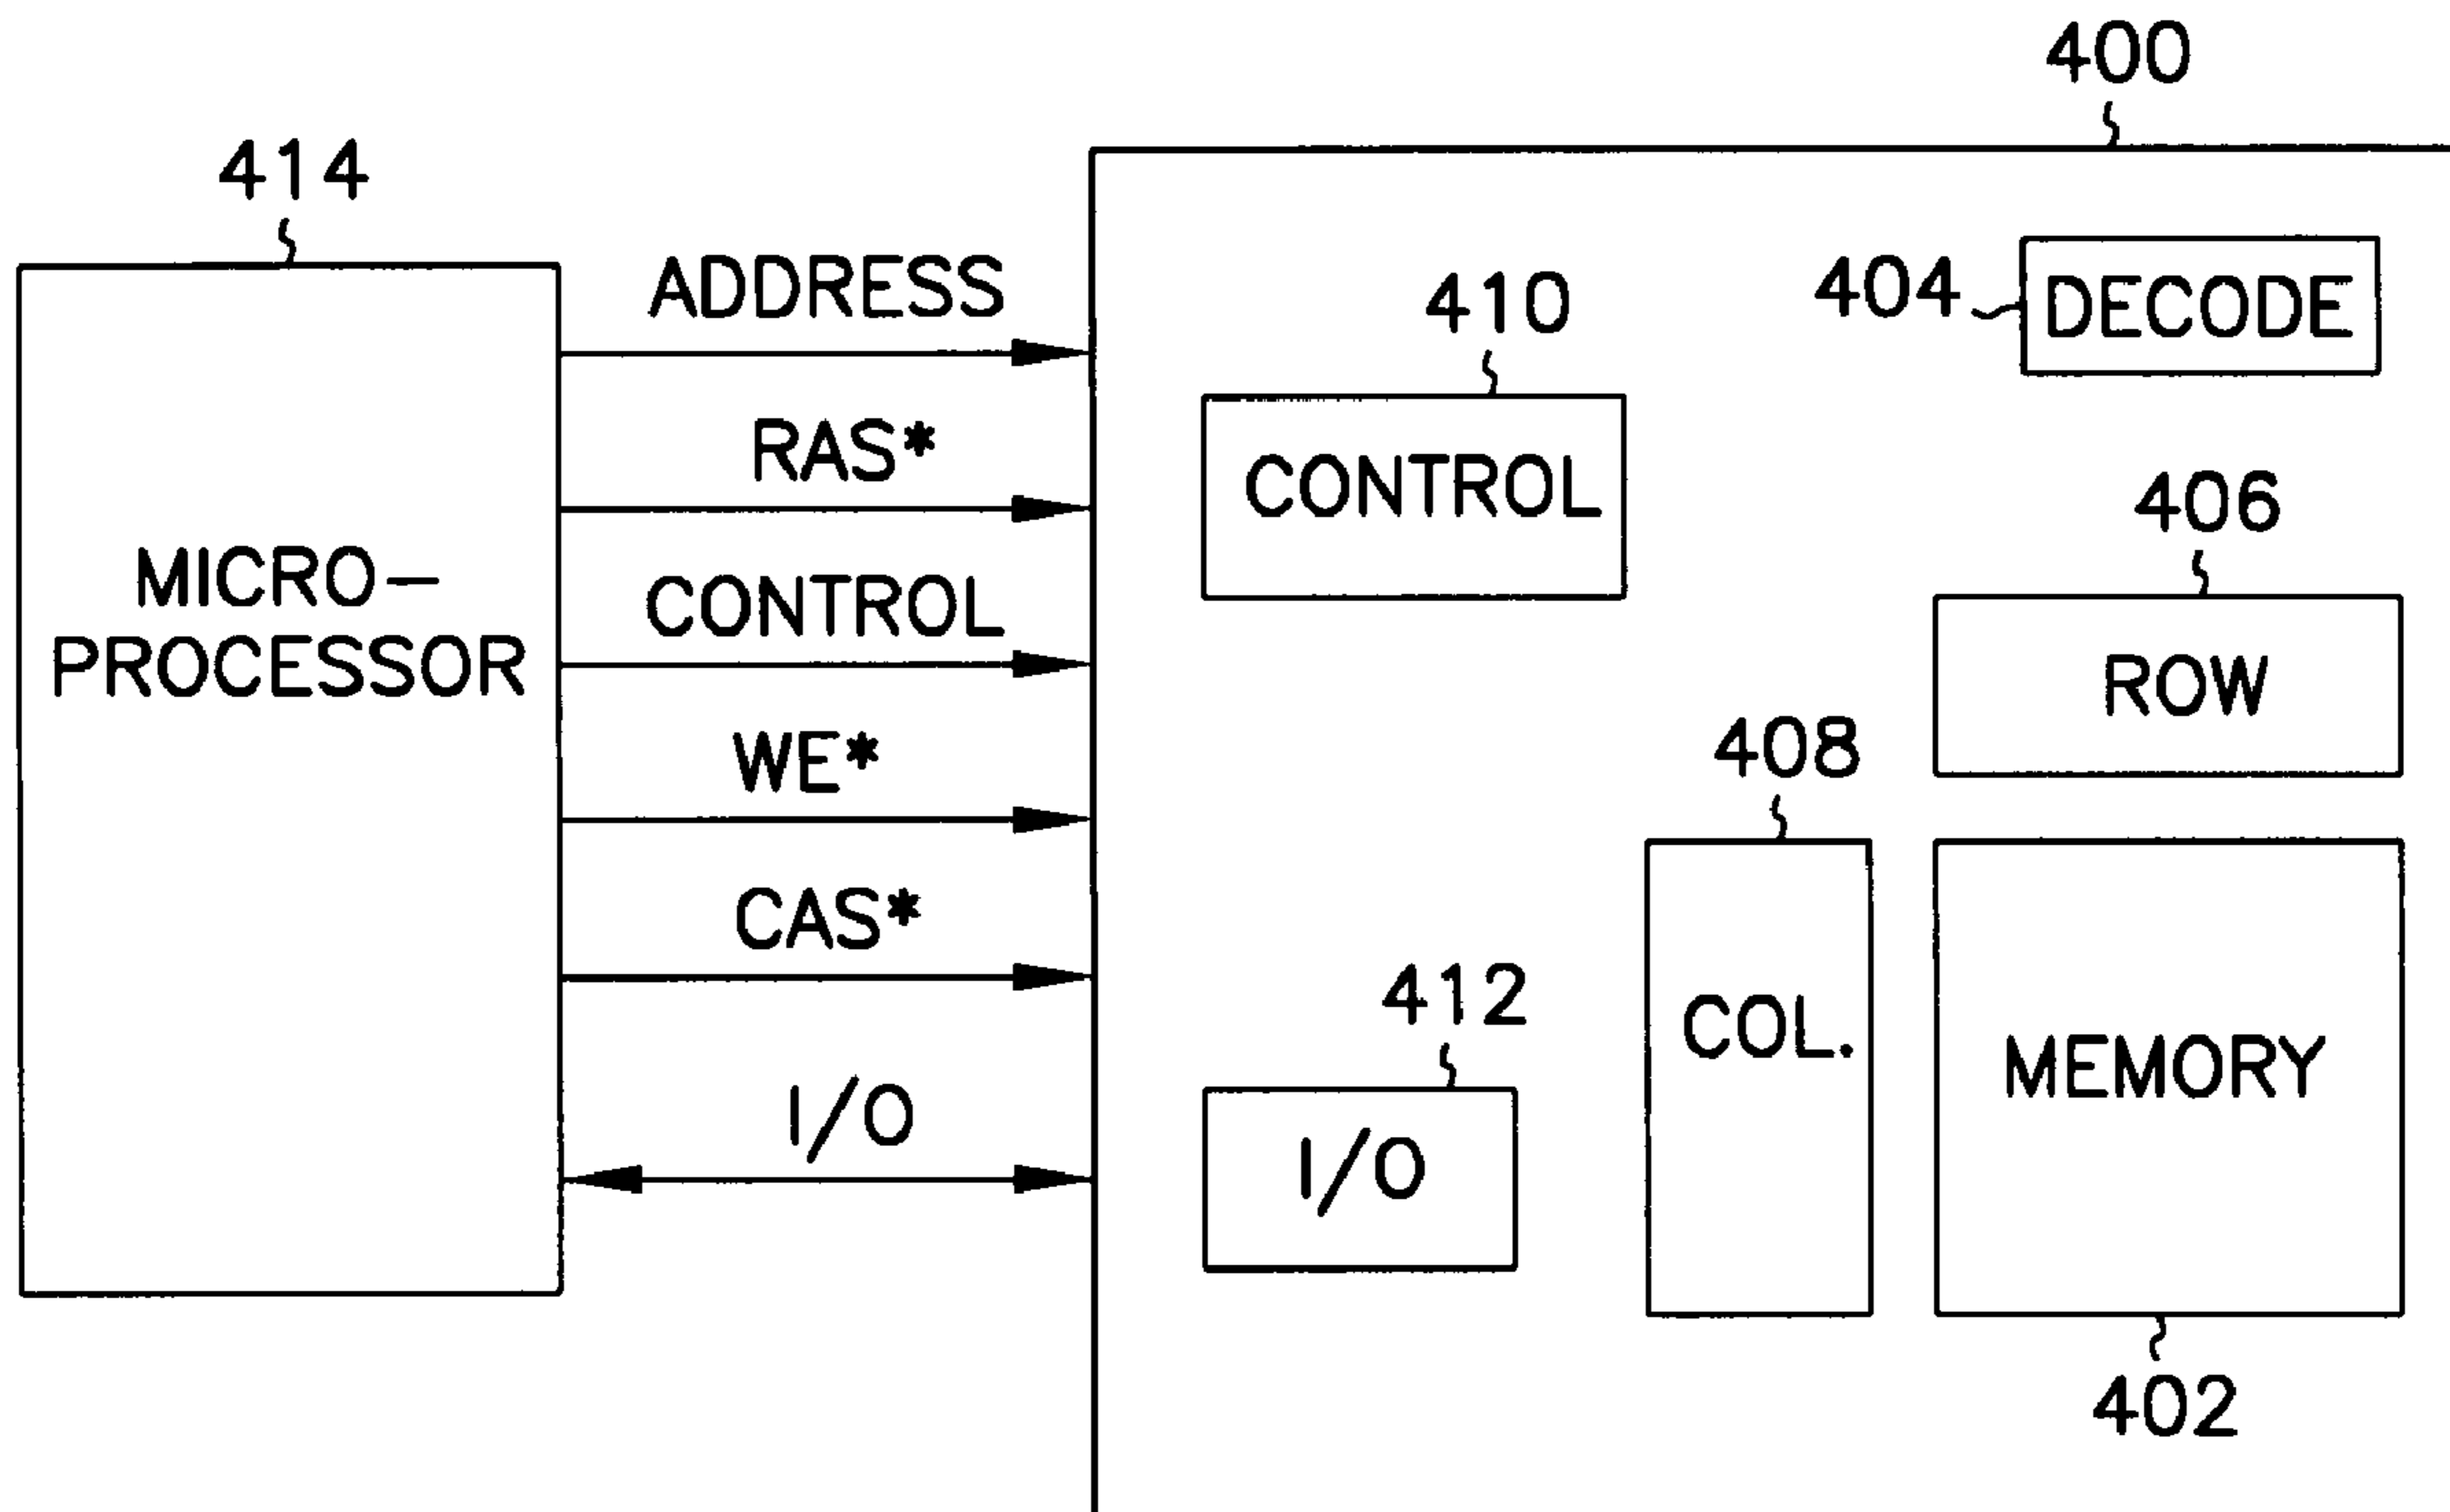 400
414
ADDRESS
404
DECODE
410
RAS*
CONTROL
406
MICRO-
PROCESSOR
CONTROL
ROW
408
WE*
CAS*
412
COL.
MEMORY
I/O
I/O
402